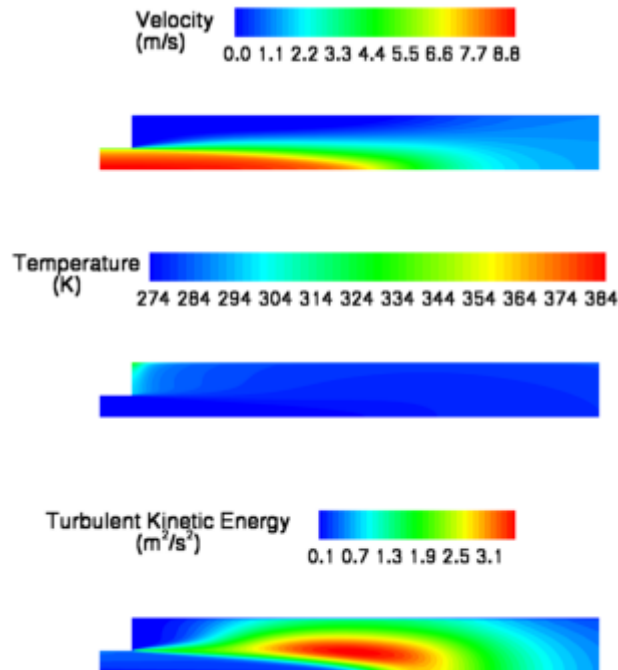 Velocity
(m/s)
0.0 1.1 2.2 3.3 4.4 5.5 6.6 7.7 8.8
Temperature
(K)
274 284 294 304 314 324 334 344 354 364 374 384
Turbulent Kinetic Energy
(m²/s²)
0.1 0.7 1.3 1.9 2.5 3.1